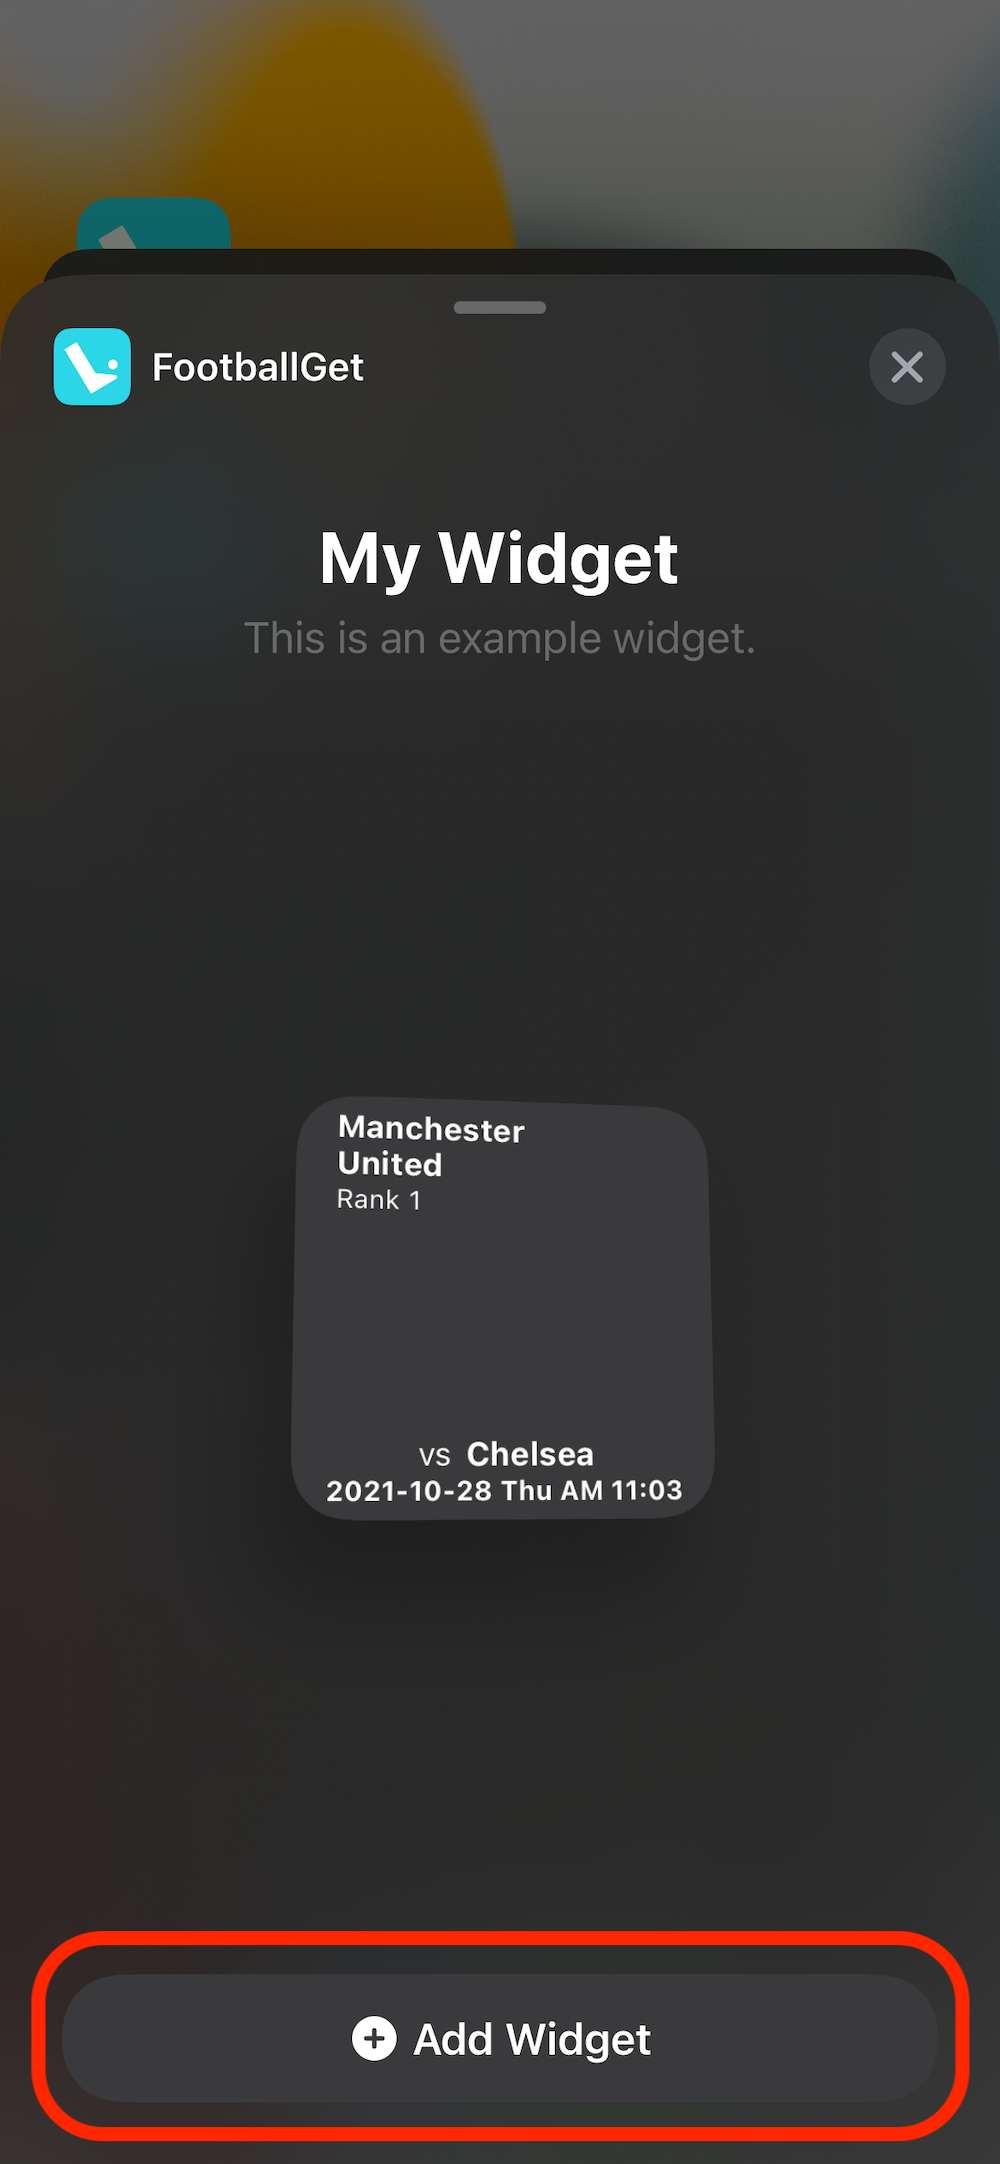 FootballGet
My Widget
This is an example widget.
Manchester
United
Rank 1
vs Chelsea
2021-10-28 Thu AM 11:03
Add Widget